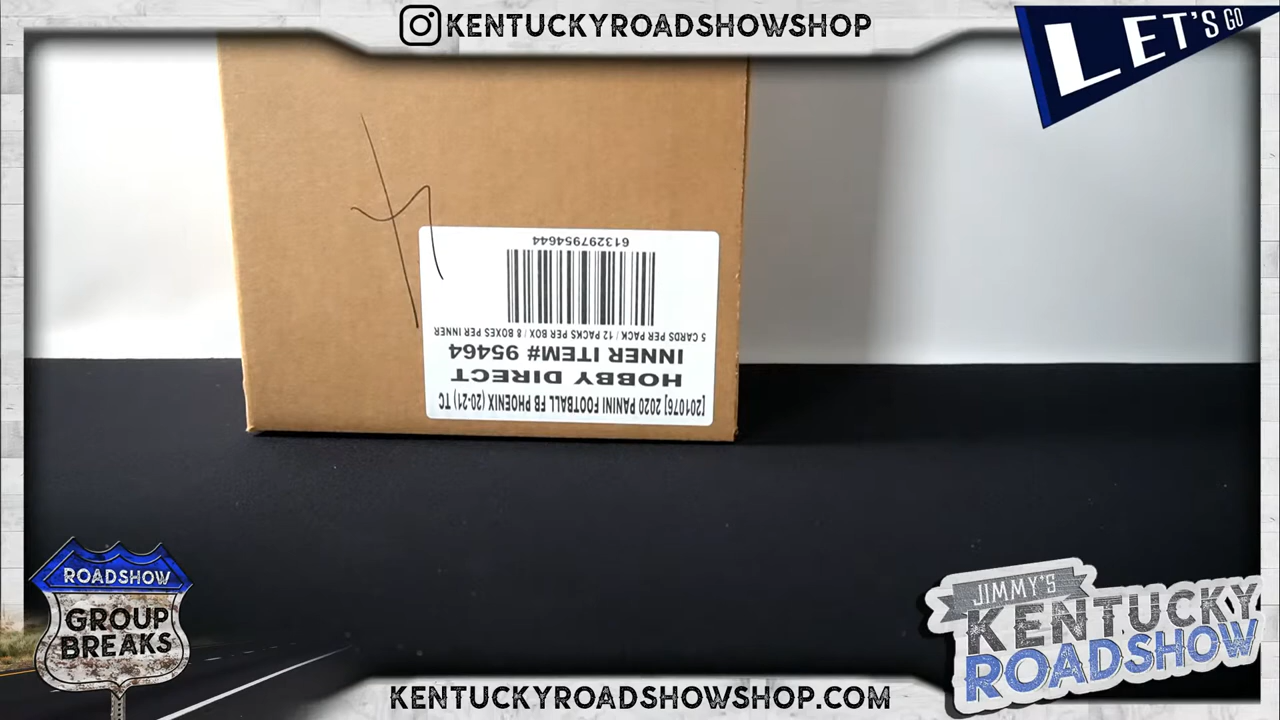 KENTUCKYROADSHOWSHOP
LET'S GO
[201076] 2020 PANINI FOOTBALL FB PHOENIX (20-21) TC
HOBBY DIRECT
INNER ITEM# 95464
5 CARDS PER PACK / 12 PACKS PER BOX / 8 BOXES PER INNER
613297954644
ROADSHOW
GROUP
BREAKS
JIMMY'S
KENTUCKY
ROADSHOW
KENTUCKYROADSHOWSHOP.COM